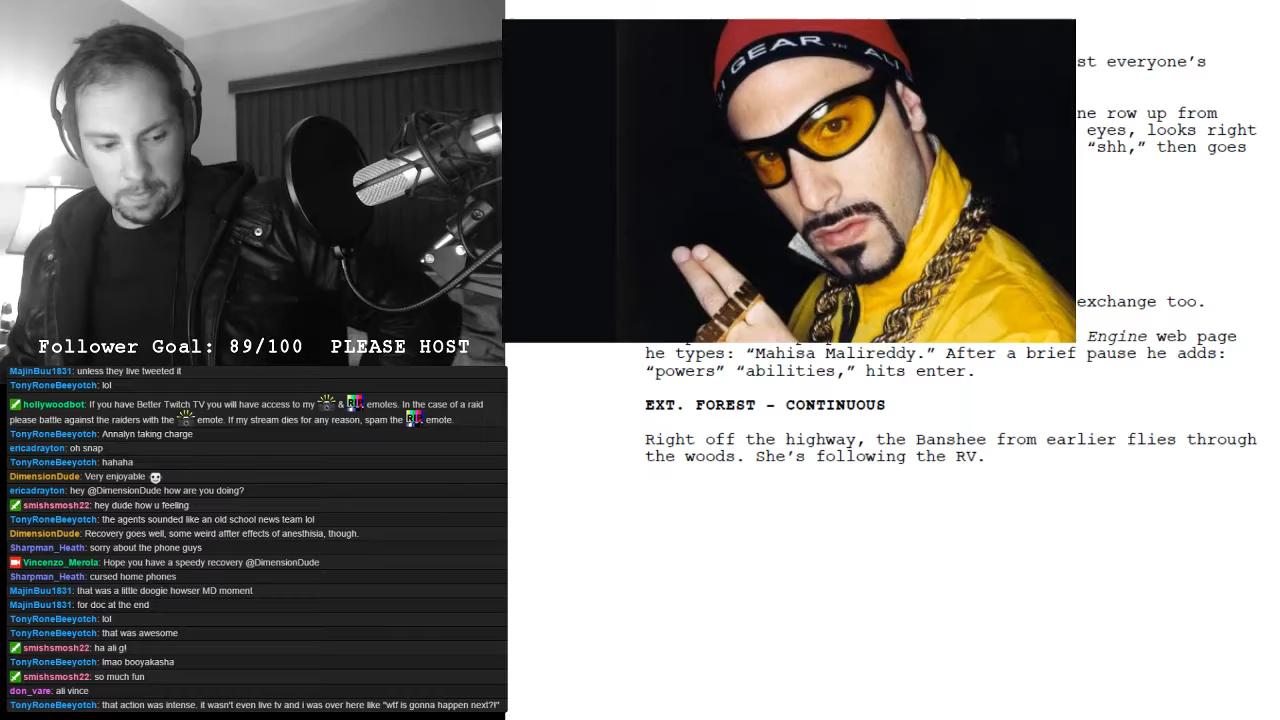 GEAR™ ALI
Follower Goal: 89/100 PLEASE HOST
MajinBuu1831: unless they live tweeted it
TonyRoneBeeyotch: lol
hollywoodbot: If you have Better Twitch TV you will have access to my & emotes. In the case of a raid
please battle against the raiders with the emote. If my stream dies for any reason, spam the emote.
TonyRoneBeeyotch: Annalyn taking charge
ericadrayton: oh snap
TonyRoneBeeyotch: hahaha
DimensionDude: Very enjoyable
ericadrayton: hey @DimensionDude how are you doing?
smishsmosh22: hey dude how u feeling
TonyRoneBeeyotch: the agents sounded like an old school news team lol
DimensionDude: Recovery goes well, some weird affter effects of anesthisia, though.
Sharpman_Heath: sorry about the phone guys
Vincenzo_Merola: Hope you have a speedy recovery @DimensionDude
Sharpman_Heath: cursed home phones
MajinBuu1831: that was a little doogie howser MD moment
MajinBuu1831: for doc at the end
TonyRoneBeeyotch: lol
TonyRoneBeeyotch: that was awesome
smishsmosh22: ha ali g!
TonyRoneBeeyotch: lmao booyakasha
smishsmosh22: so much fun
don_vare: ali vince
TonyRoneBeeyotch: that action was intense. it wasn't even live tv and i was over here like "wtf is gonna happen next?!"
st everyone's
ne row up from
eyes, looks right
"shh," then goes
exchange too.
Engine web page
he types: "Mahisa Malireddy." After a brief pause he adds:
"powers" "abilities," hits enter.
EXT. FOREST - CONTINUOUS
Right off the highway, the Banshee from earlier flies through
the woods. She's following the RV.